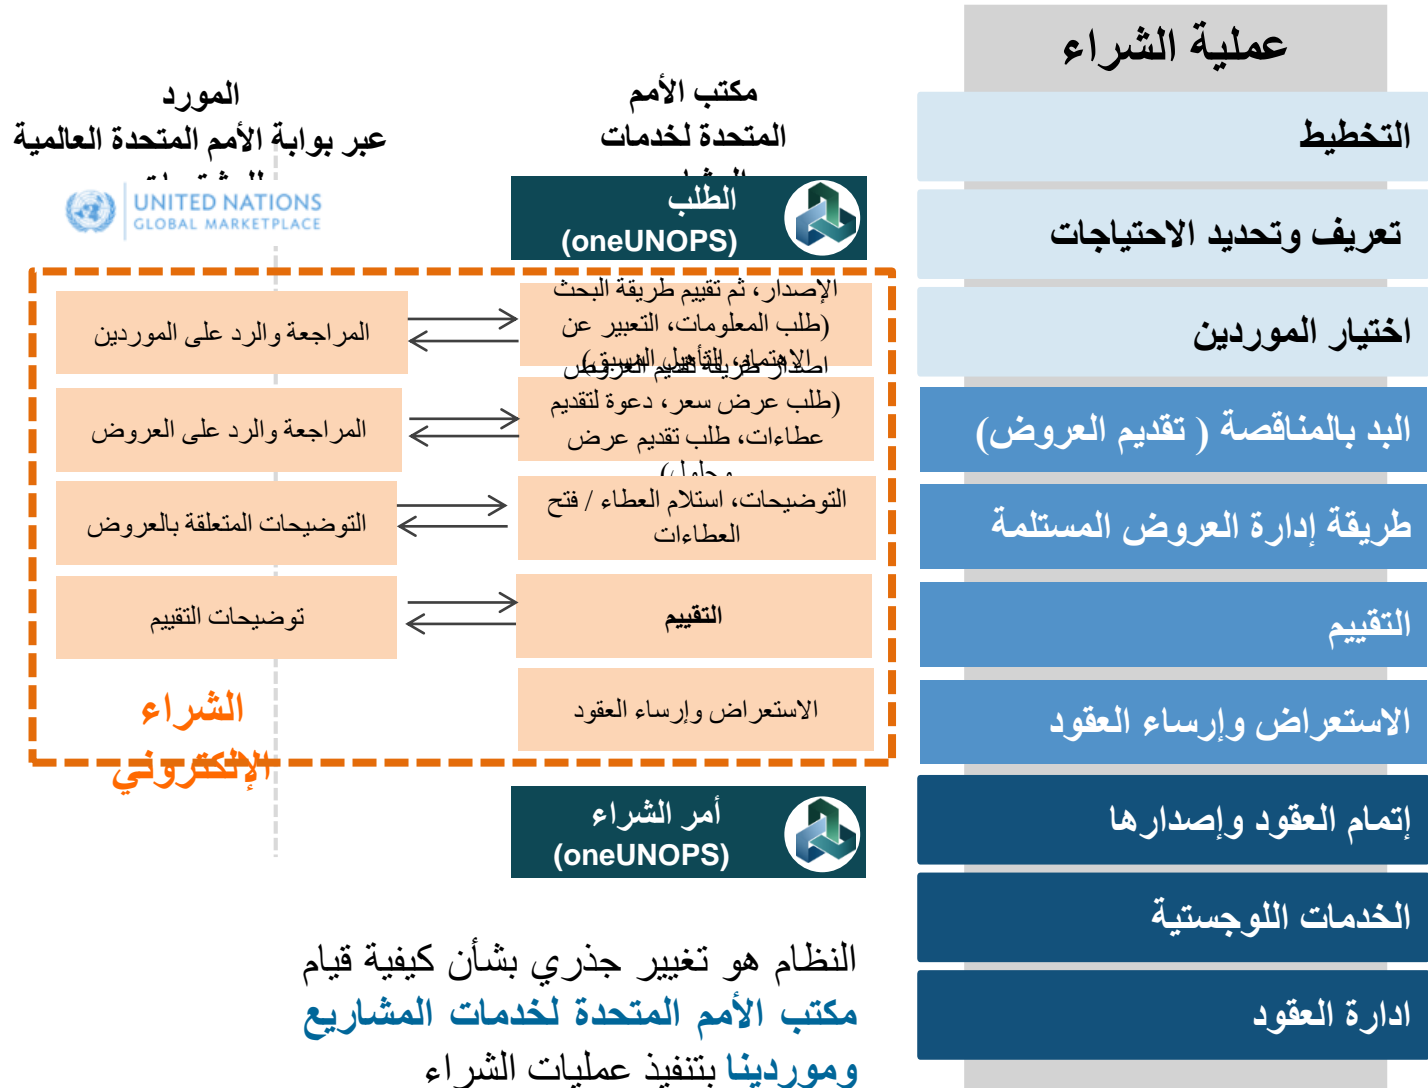 عملية الشراء
التخطيط
تعريف وتحديد الاحتياجات
اختيار الموردين
البد بالمناقصة ( تقديم العروض)
طريقة إدارة العروض المستلمة
التقييم
الاستعراض وإرساء العقود
إتمام العقود وإصدارها
الخدمات اللوجستية
ادارة العقود
مكتب الأمم
المتحدة لخدمات
المورد
عبر بوابة الأمم المتحدة العالمية
UNITED NATIONS
GLOBAL MARKETPLACE
الطلب
(oneUNOPS)
الإصدار، ثم تقييم طريقة البحث
(طلب المعلومات، التعبير عن
المراجعة والرد على الموردين
(طلب عرض سعر، دعوة لتقديم
عطاءات، طلب تقديم عرض
المراجعة والرد على العروض
التوضيحات، استلام العطاء / فتح
العطاءات
التوضيحات المتعلقة بالعروض
التقييم
توضيحات التقييم
الاستعراض وإرساء العقود
الشراء
الإلكتروني
أمر الشراء
(oneUNOPS)
النظام هو تغيير جذري بشأن كيفية قيام
مكتب الأمم المتحدة لخدمات المشاريع
وموردينا بتنفيذ عمليات الشراء